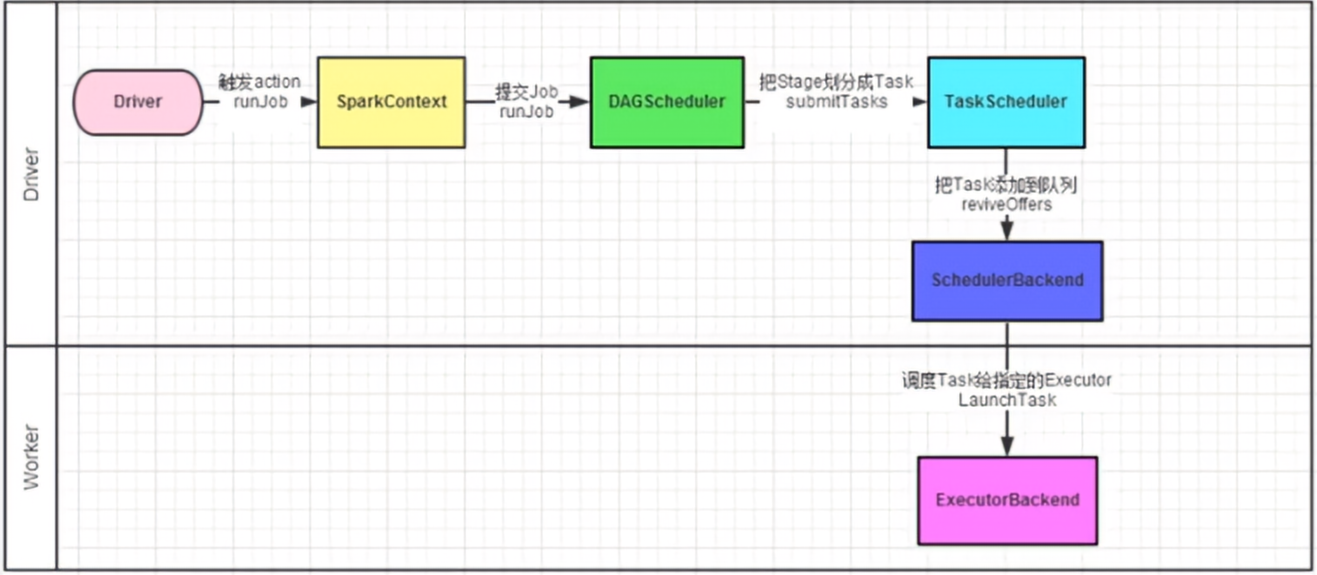 Driver
Driver
触发action
runJob
SparkContext
提交Job
runJob
DAGScheduler
把Stage划分成Task
submitTasks
TaskScheduler
把Task添加到队列
reviveOffers
SchedulerBackend
Worker
调度Task给指定的Executor
LaunchTask
ExecutorBackend